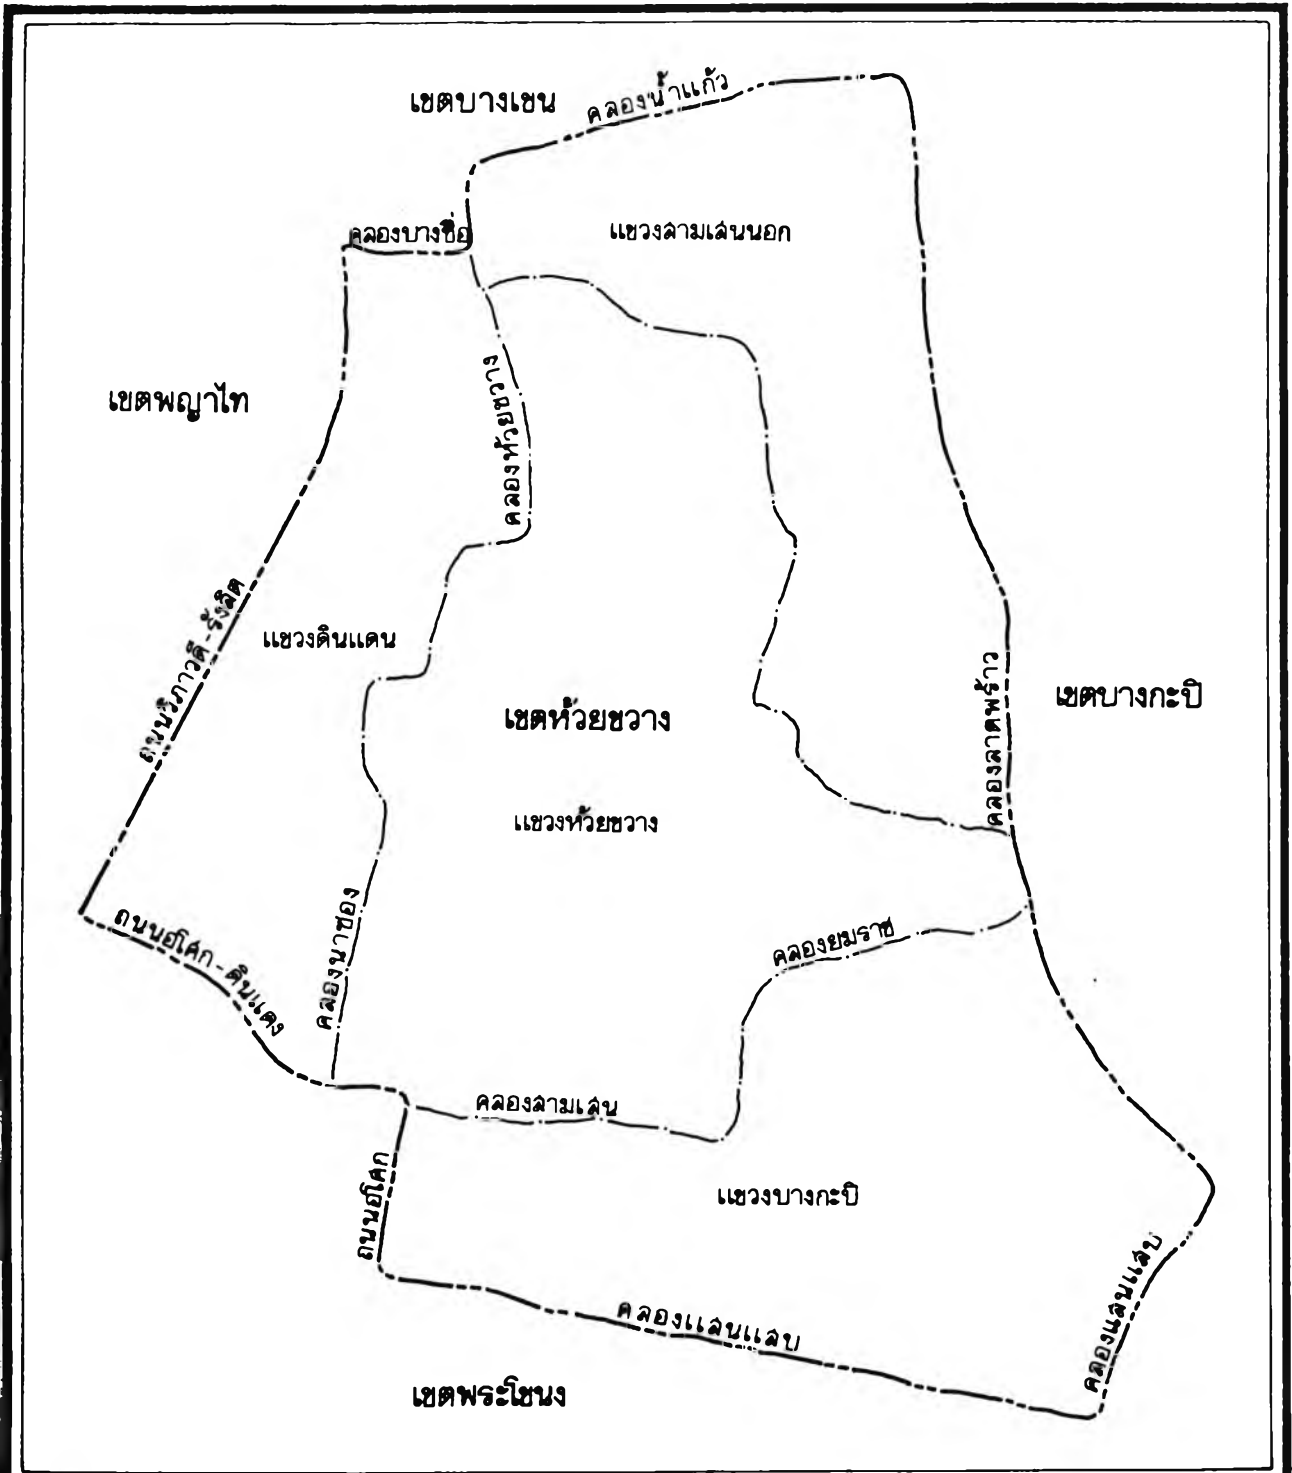 เขตบางเขน
คลองน้ำแก้ว
คลองบางซื่อ
แขวงสามเสนนอก
เขตพญาไท
คลองห้วยขวาง
ถนนวิภาวดี-รังสิต
แขวงดินแดน
เขตห้วยขวาง
คลองลาดพร้าว
เขตบางกะปิ
แขวงห้วยขวาง
ถนนอโศก-ดินแดง
คลองนาซอง
คลองยมราช
คลองสามเสน
ถนนอโศก
แขวงบางกะปิ
คลองแสนแสบ
คลองแสนแสบ
เขตพระโขนง